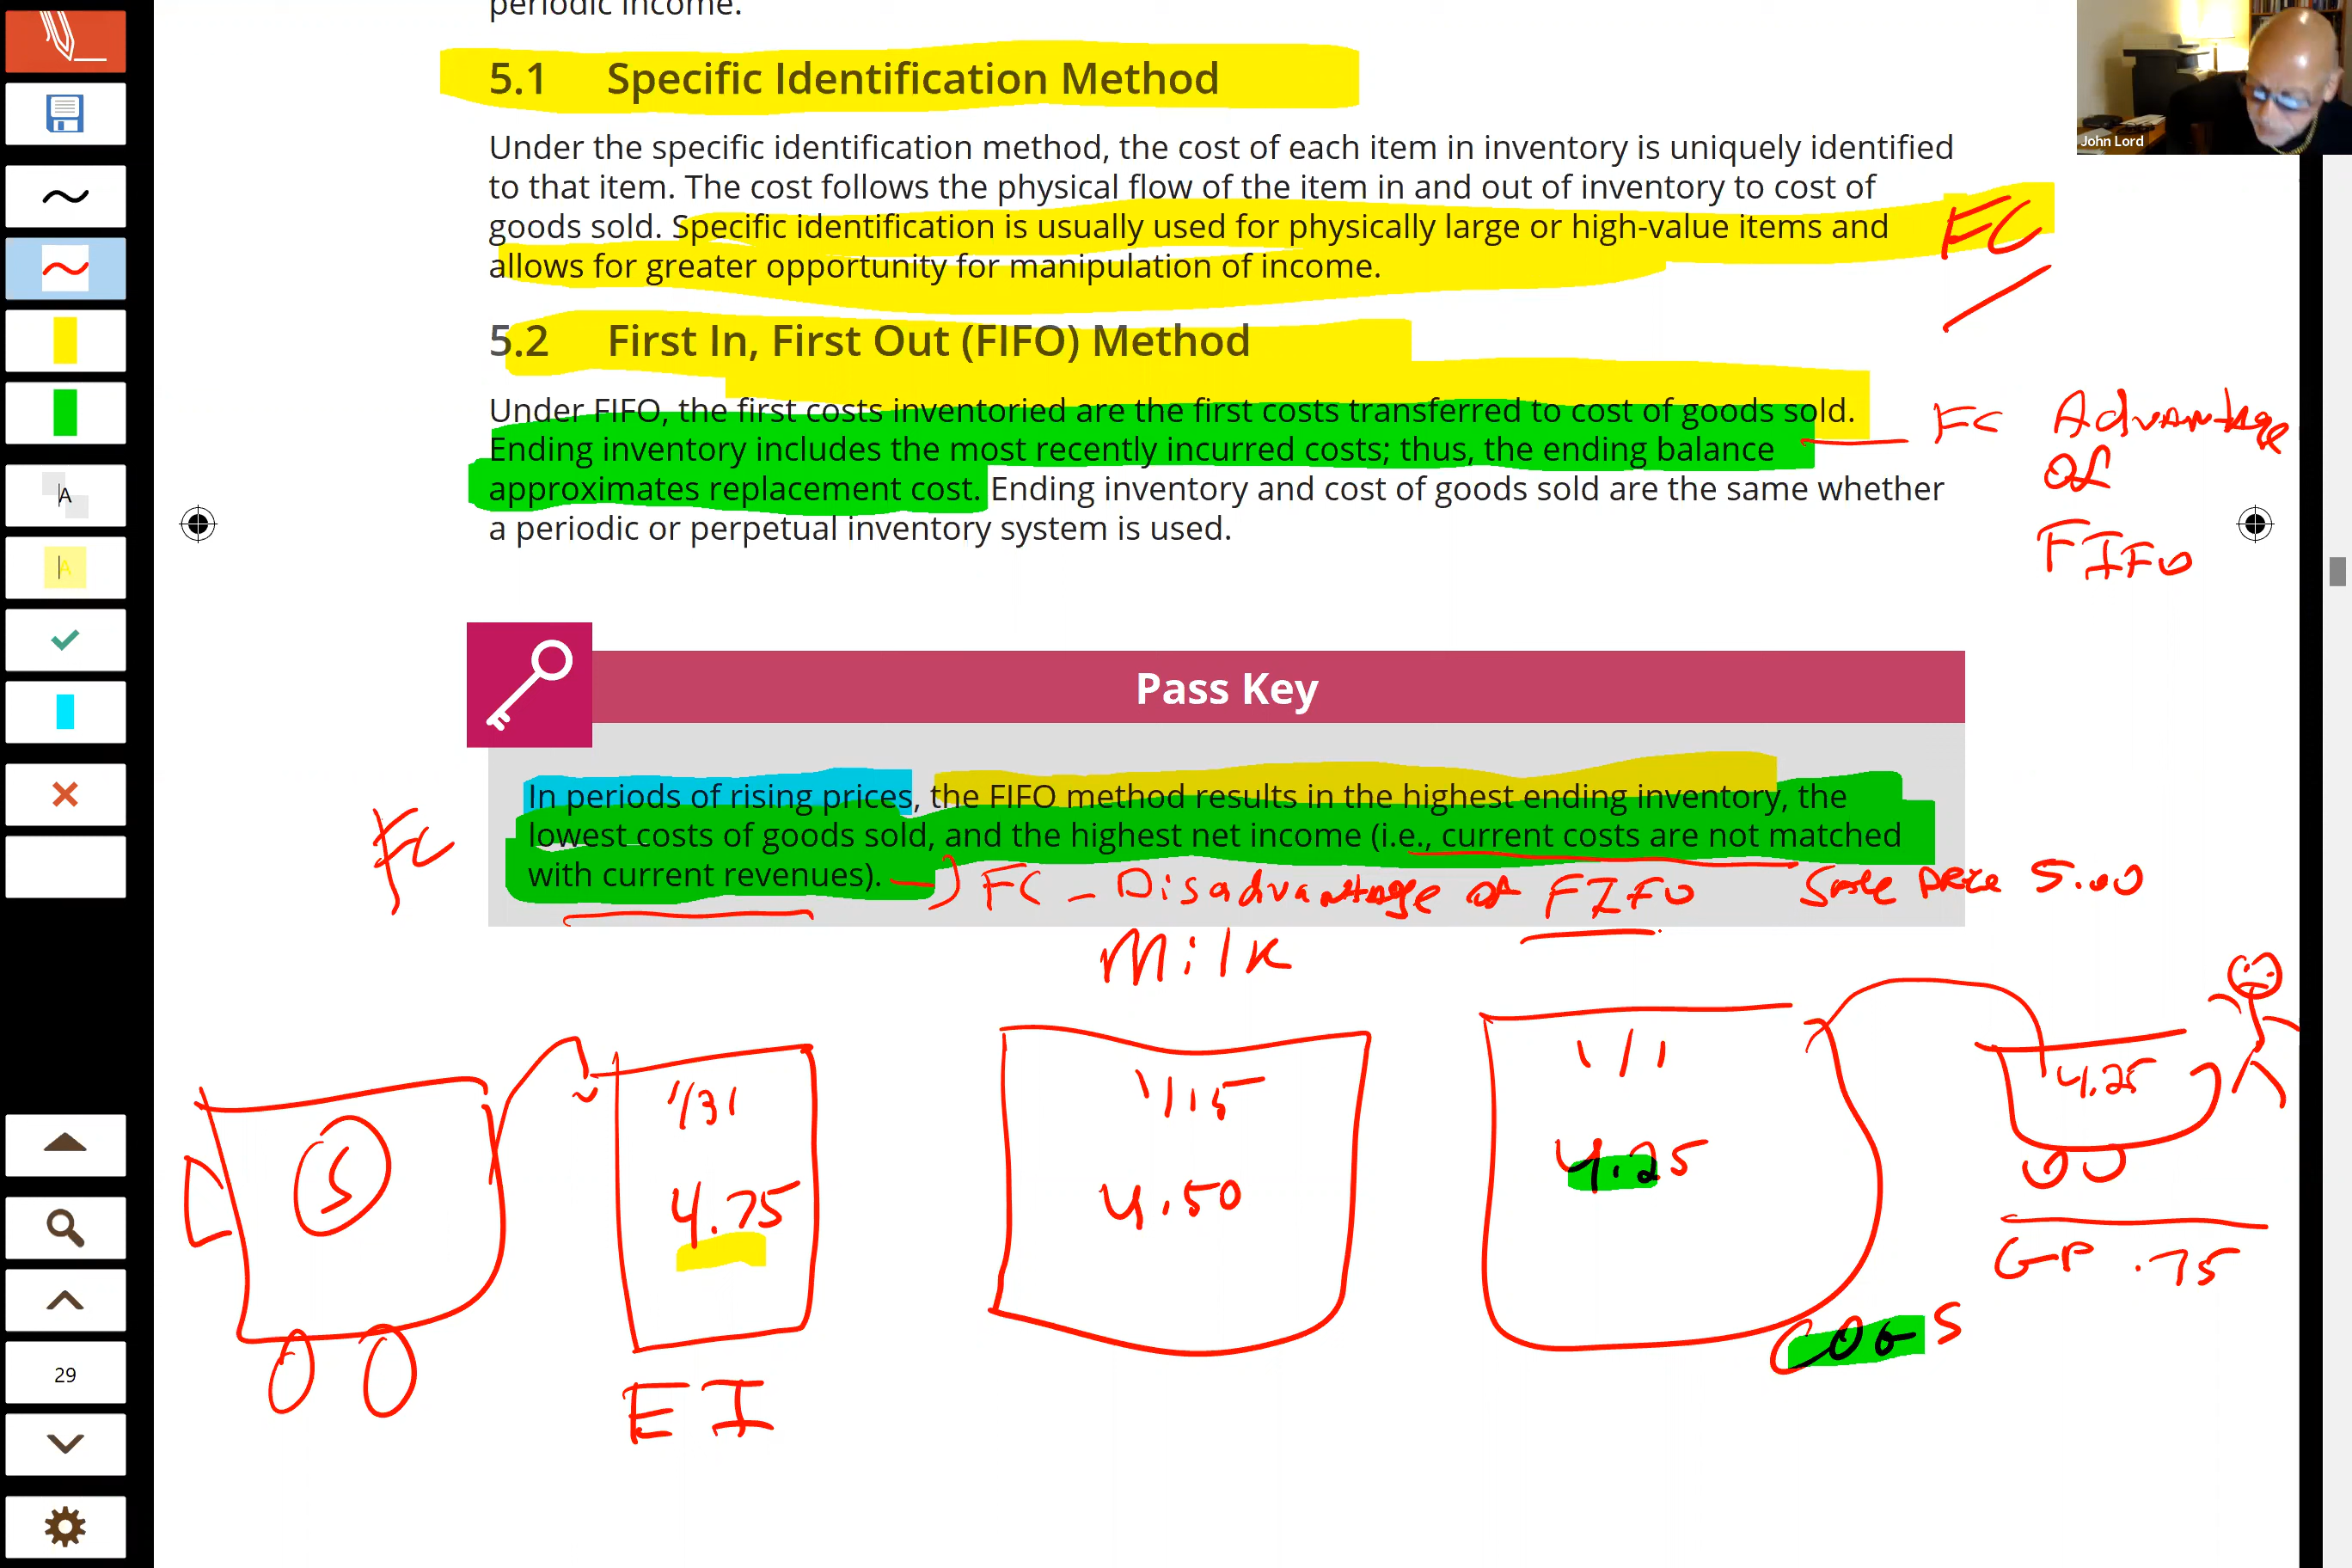 periodic income.
John Lord
5.1 Specific Identification Method
Under the specific identification method, the cost of each item in inventory is uniquely identified
to that item. The cost follows the physical flow of the item in and out of inventory to cost of
goods sold. Specific identification is usually used for physically large or high-value items and
allows for greater opportunity for manipulation of income.
FC
5.2 First In, First Out (FIFO) Method
Under FIFO, the first costs inventoried are the first costs transferred to cost of goods sold.
Ending inventory includes the most recently incurred costs; thus, the ending balance
approximates replacement cost. Ending inventory and cost of goods sold are the same whether
a periodic or perpetual inventory system is used.
FC Advantage
of
FIFO
A
A
Pass Key
In periods of rising prices, the FIFO method results in the highest ending inventory, the
lowest costs of goods sold, and the highest net income (i.e., current costs are not matched
with current revenues).
FC
FC - Disadvantage of FIFO
Sale price 5.00
Milk
S
1/31
4.75
EI
1/15
4.50
1/1
4.25
COGS
4.25
GP .75
29